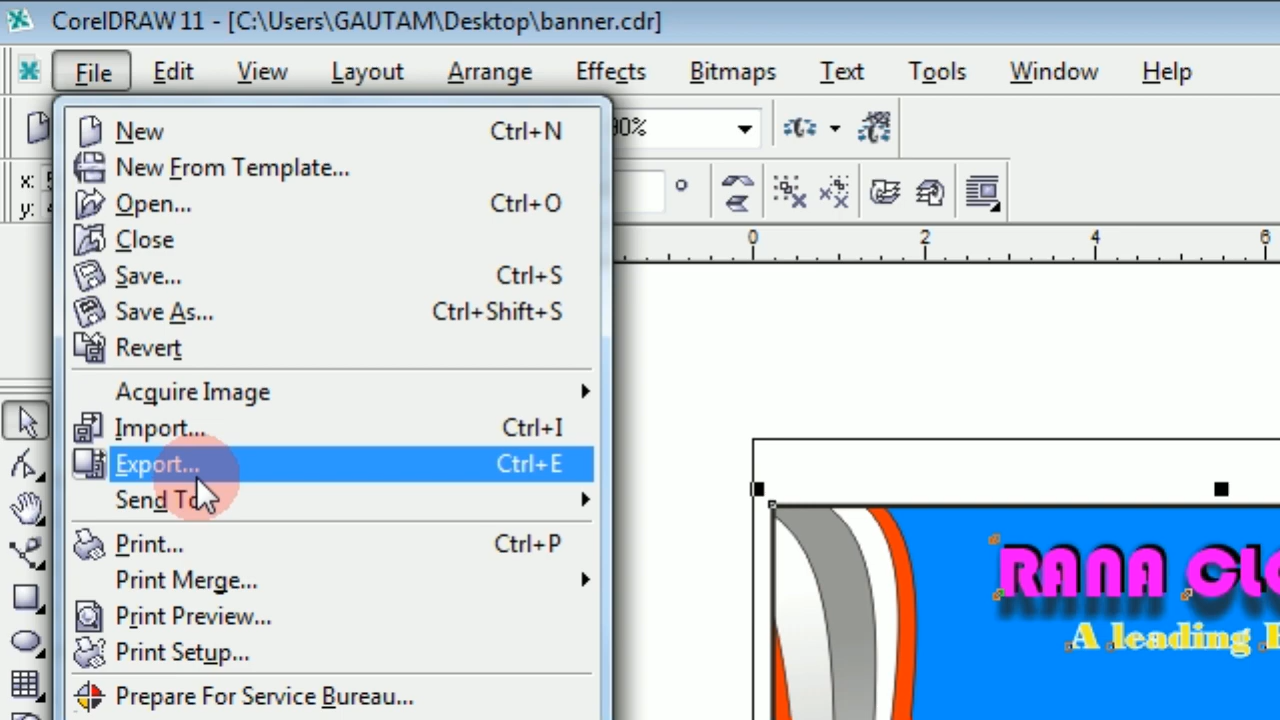 CorelDRAW 11 - [C:\Users\GAUTAM\Desktop\banner.cdr]
File Edit View Layout Arrange Effects Bitmaps Text Tools Window Help
New Ctrl+N
New From Template...
Open... Ctrl+O
Close
Save... Ctrl+S
Save As... Ctrl+Shift+S
Revert
Acquire Image
Import... Ctrl+I
Export... Ctrl+E
Send To
Print... Ctrl+P
Print Merge...
Print Preview...
Print Setup...
Prepare For Service Bureau...
x:
y:
0 2 4 6
RANA
A leading